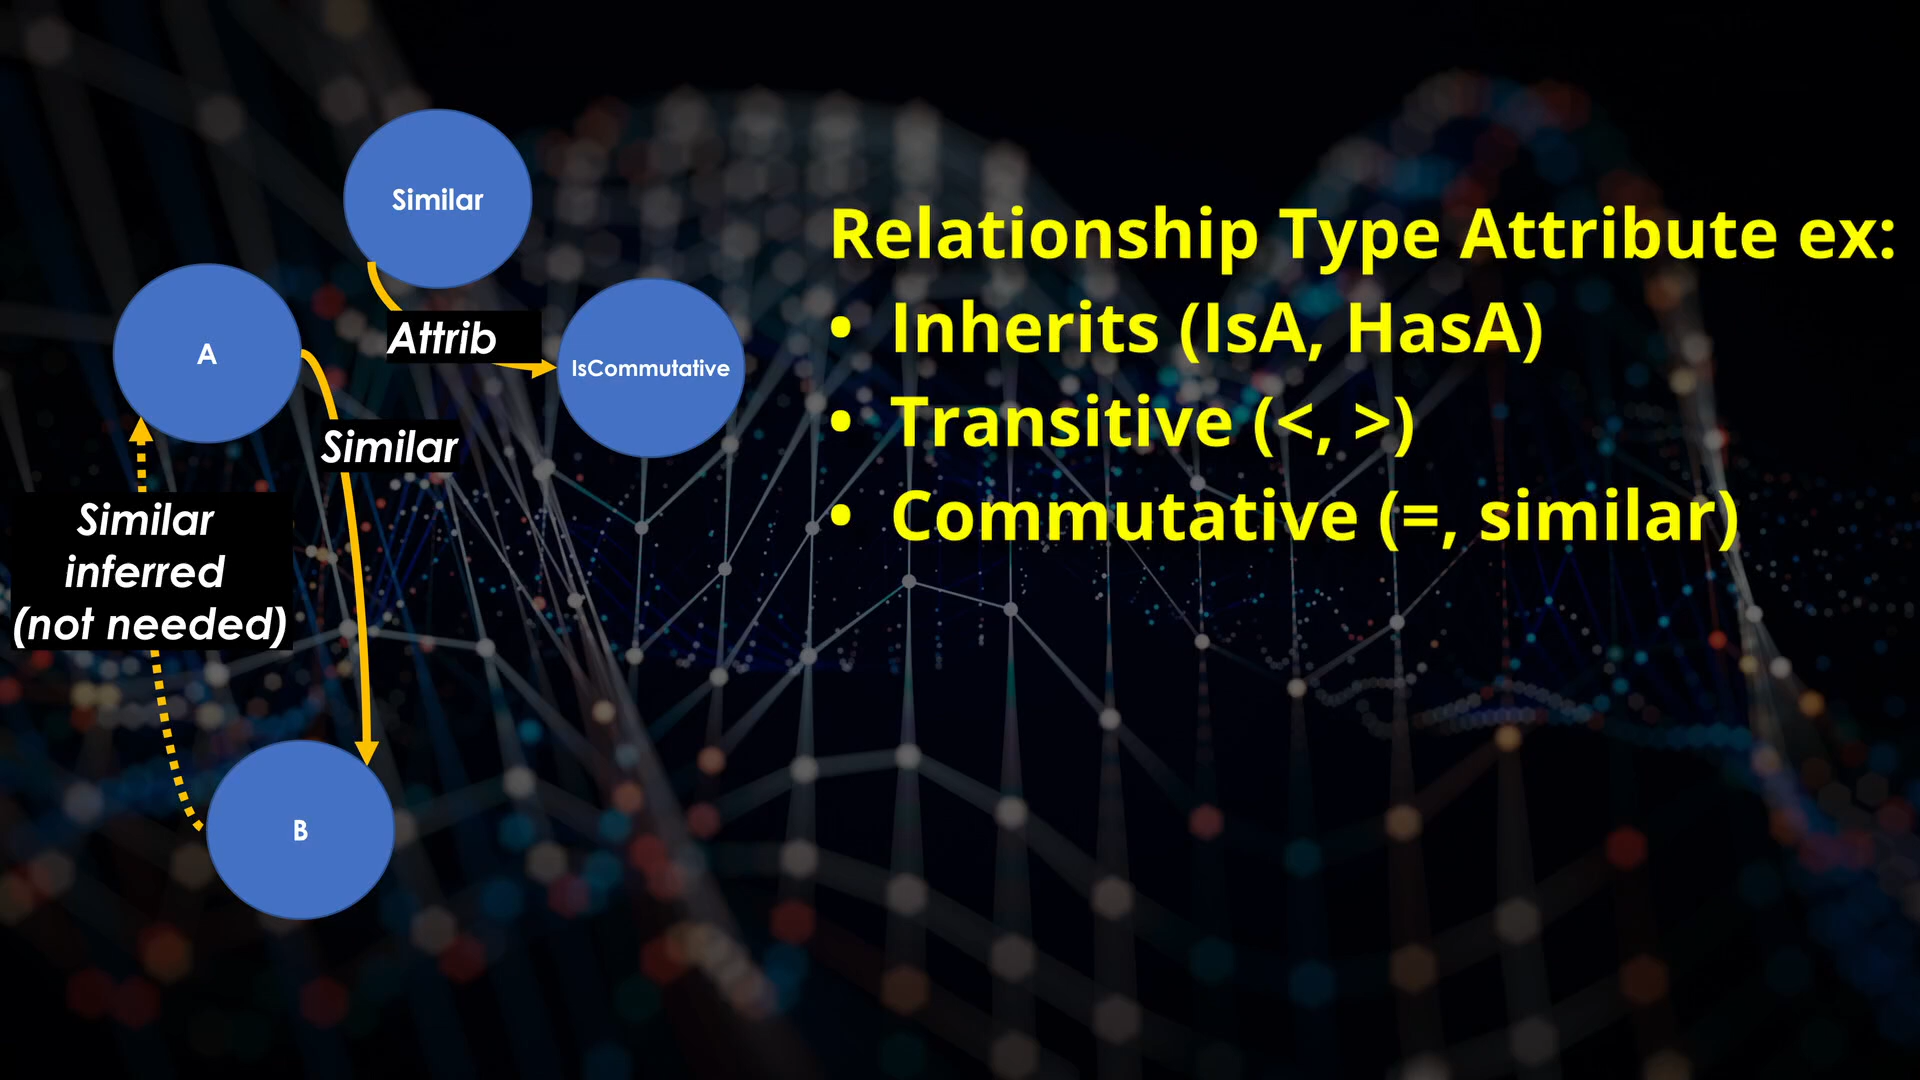 Similar
A
Attrib
IsCommutative
Similar
Similar
inferred
(not needed)
B
Relationship Type Attribute ex:
• Inherits (IsA, HasA)
• Transitive (<, >)
• Commutative (=, similar)